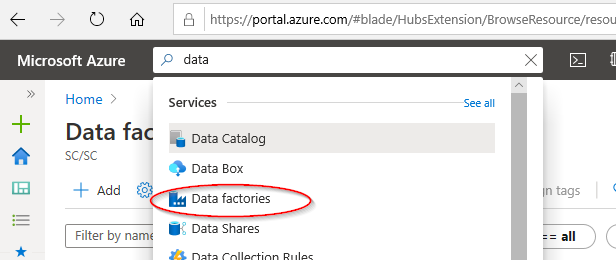 https://portal.azure.com/#blade/HubsExtension/BrowseResource/resou
Microsoft Azure
data
Home
Services
See all
Data fac
SC/SC
Data Catalog
Data Box
Add
Data factories
gn tags
Filter by name
Data Shares
== all
Data Collection Rules